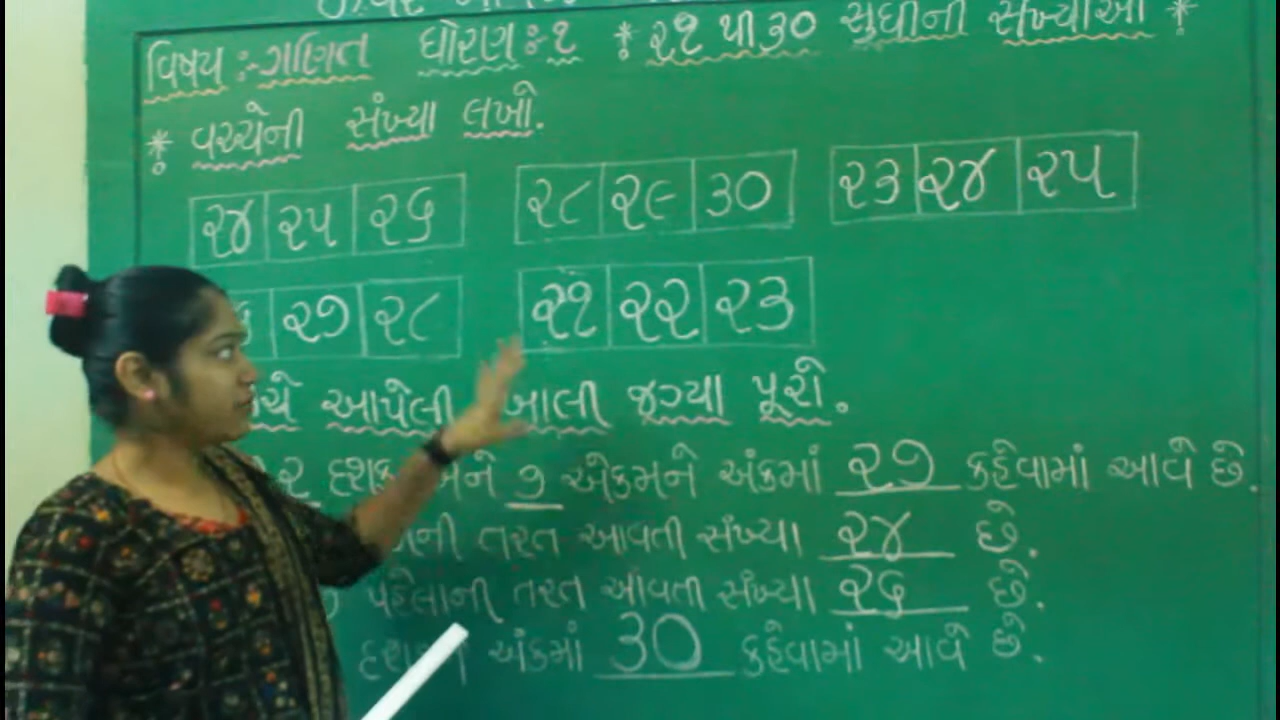 વિષય :- ગણિત ધોરણ :- ૧ * ૨૧ થી ૩૦ સુધીની સંખ્યાઓ *
* વચ્ચેની સંખ્યા લખો.
૨૪ ૨૫ ૨૬ ૨૮ ૨૯ ૩૦ ૨૩ ૨૪ ૨૫
૨૭ ૨૮ ૨૧ ૨૨ ૨૩
આપેલી ખાલી જગ્યા પૂરો.
૨ દશક અને ૭ એકમને અંકમાં ૨૭ કહેવામાં આવે છે.
તરત આવતી સંખ્યા ૨૪ છે.
પહેલાની તરત આવતી સંખ્યા ૨૬ છે.
અંકમાં 30 કહેવામાં આવે છે.